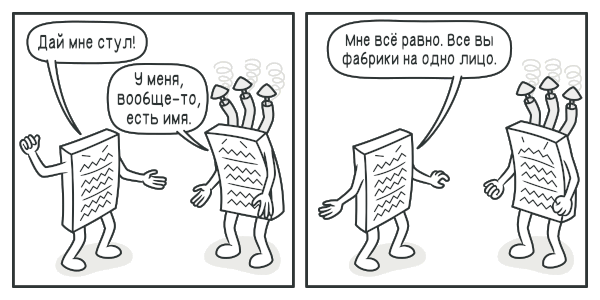 Дай мне стул!
У меня,
вообще-то,
есть имя.
Мне всё равно. Все вы
фабрики на одно лицо.